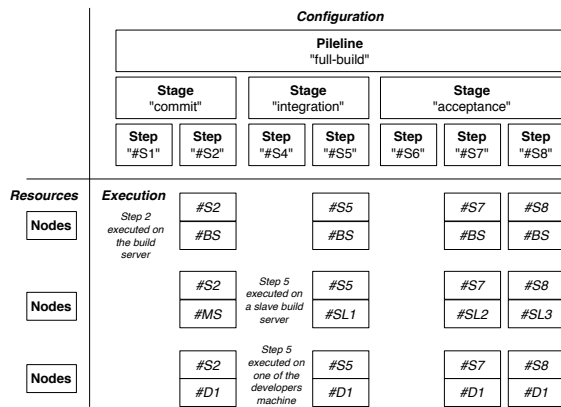 Configuration
Pileline
"full-build"
Stage
"commit"
Stage
"integration"
Stage
"acceptance"
Step
"#S1"
Step
"#S2"
Step
"#S4"
Step
"#S5"
Step
"#S6"
Step
"#S7"
Step
"#S8"
Resources
Execution
Nodes
Step 2
executed on
the build
server
#S2
#BS
#S5
#BS
#S7
#BS
#S8
#BS
Nodes
#S2
#MS
Step 5
executed on
a slave build
server
#S5
#SL1
#S7
#SL2
#S8
#SL3
Nodes
#S2
#D1
Step 5
executed on
one of the
developers
machine
#S5
#D1
#S7
#D1
#S8
#D1